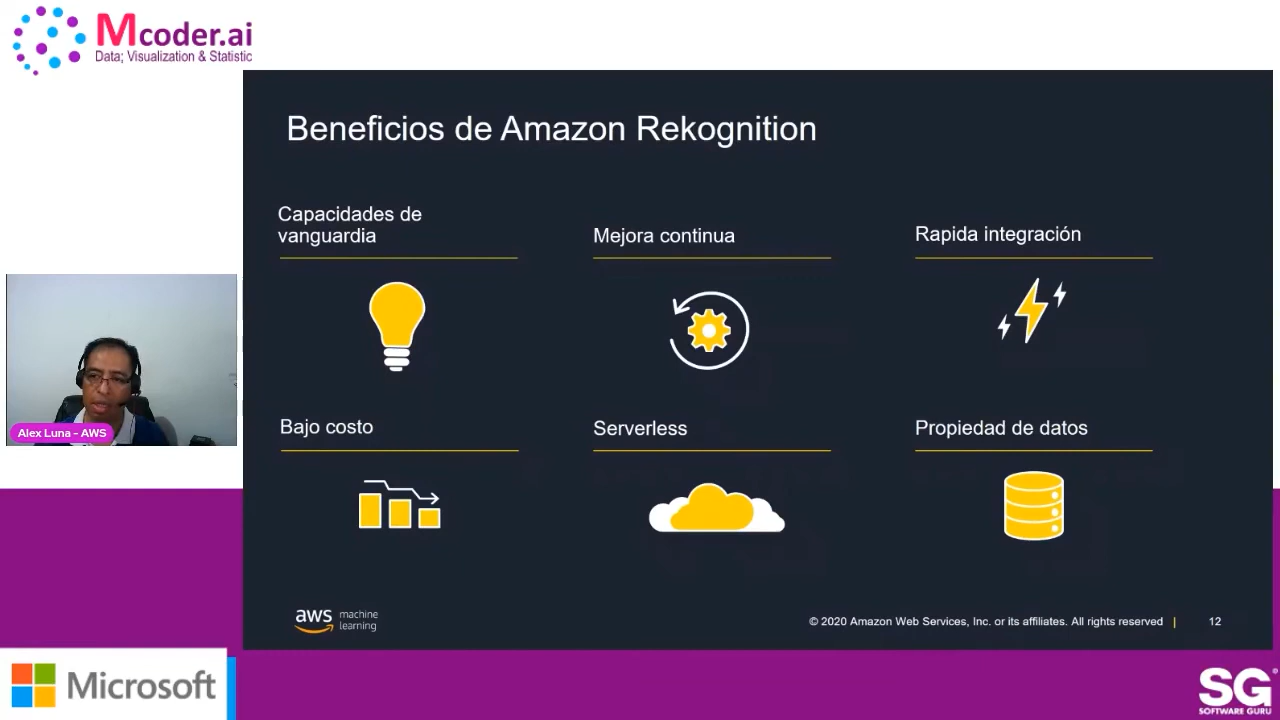 Mcoder.ai
Data; Visualization & Statistic
Beneficios de Amazon Rekognition
Capacidades de
vanguardia
Mejora continua
Rapida integración
Bajo costo
Serverless
Propiedad de datos
Alex Luna - AWS
aws machine
learning
© 2020 Amazon Web Services, Inc. or its affiliates. All rights reserved | 12
Microsoft
SG
SOFTWARE GURU